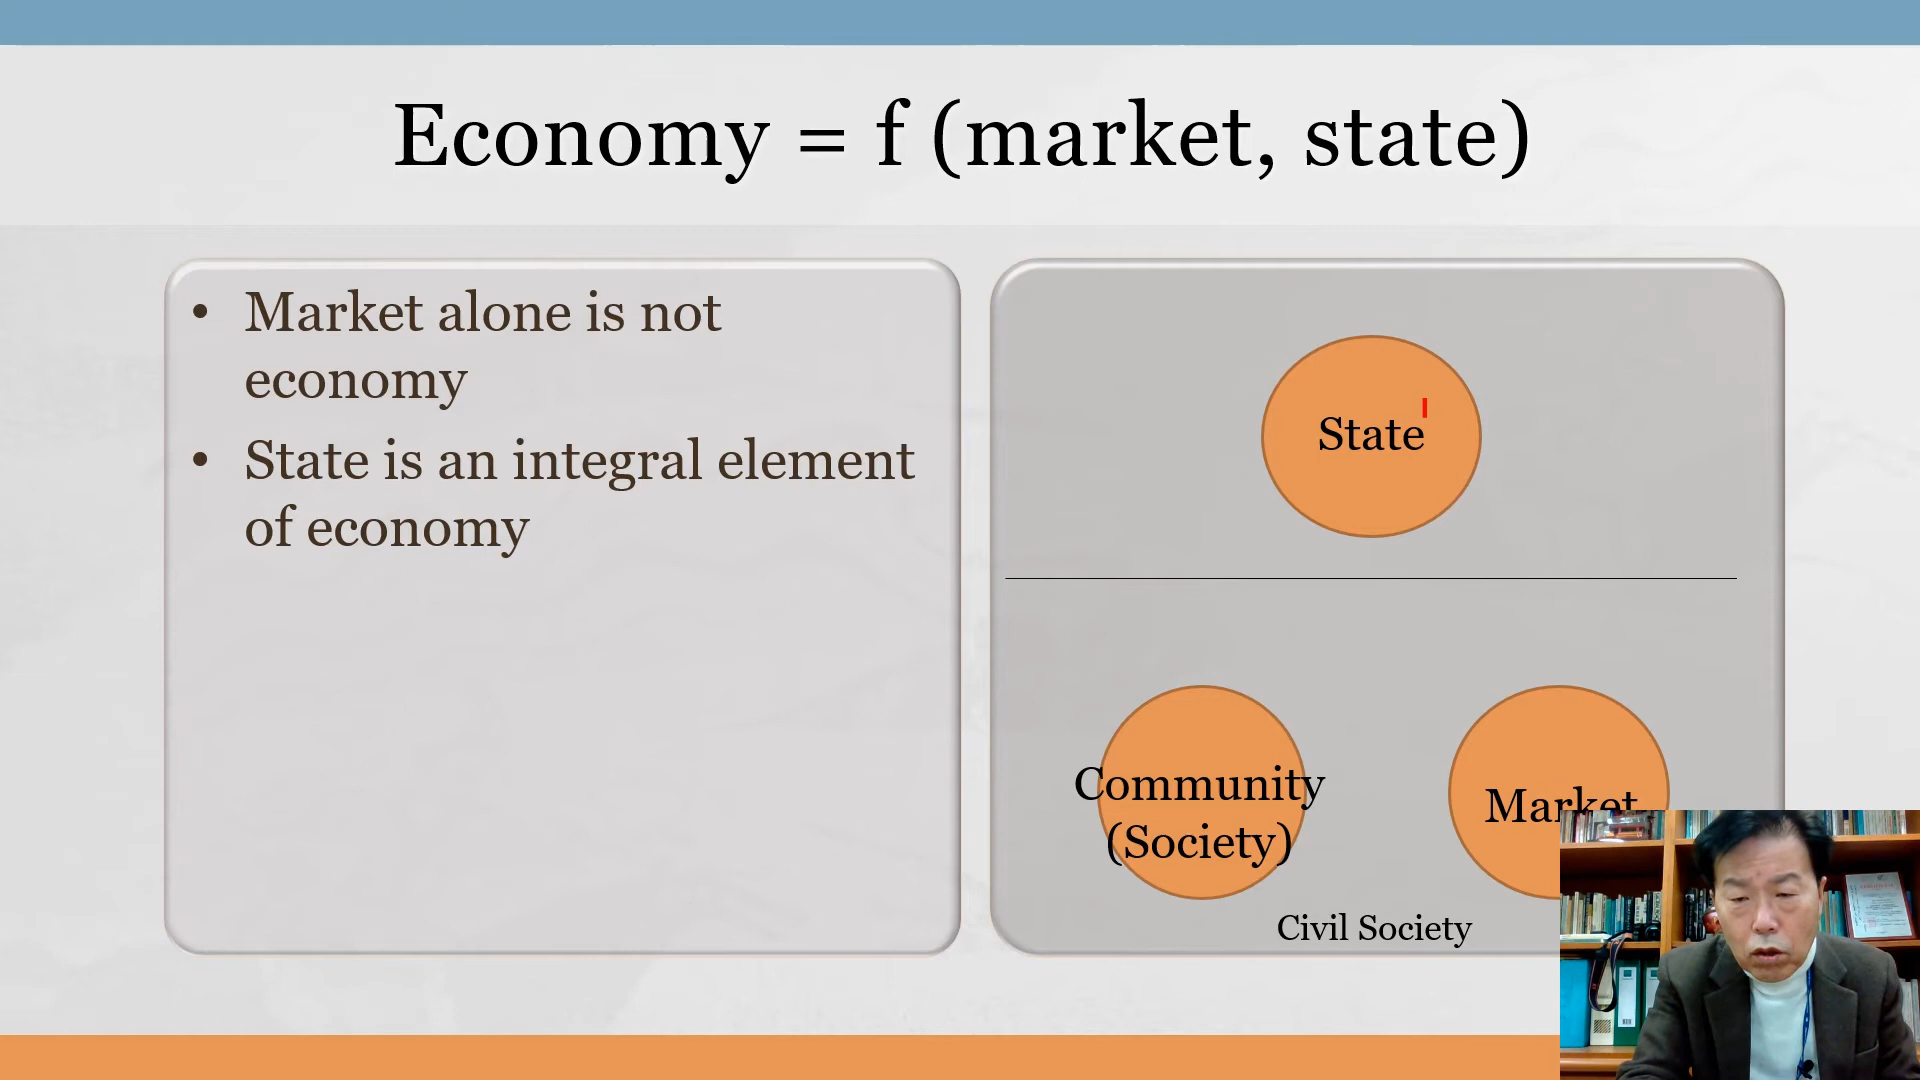 Economy = f (market, state)
• Market alone is not
economy
• State is an integral element
of economy
State
Community
(Society)
Market
Civil Society